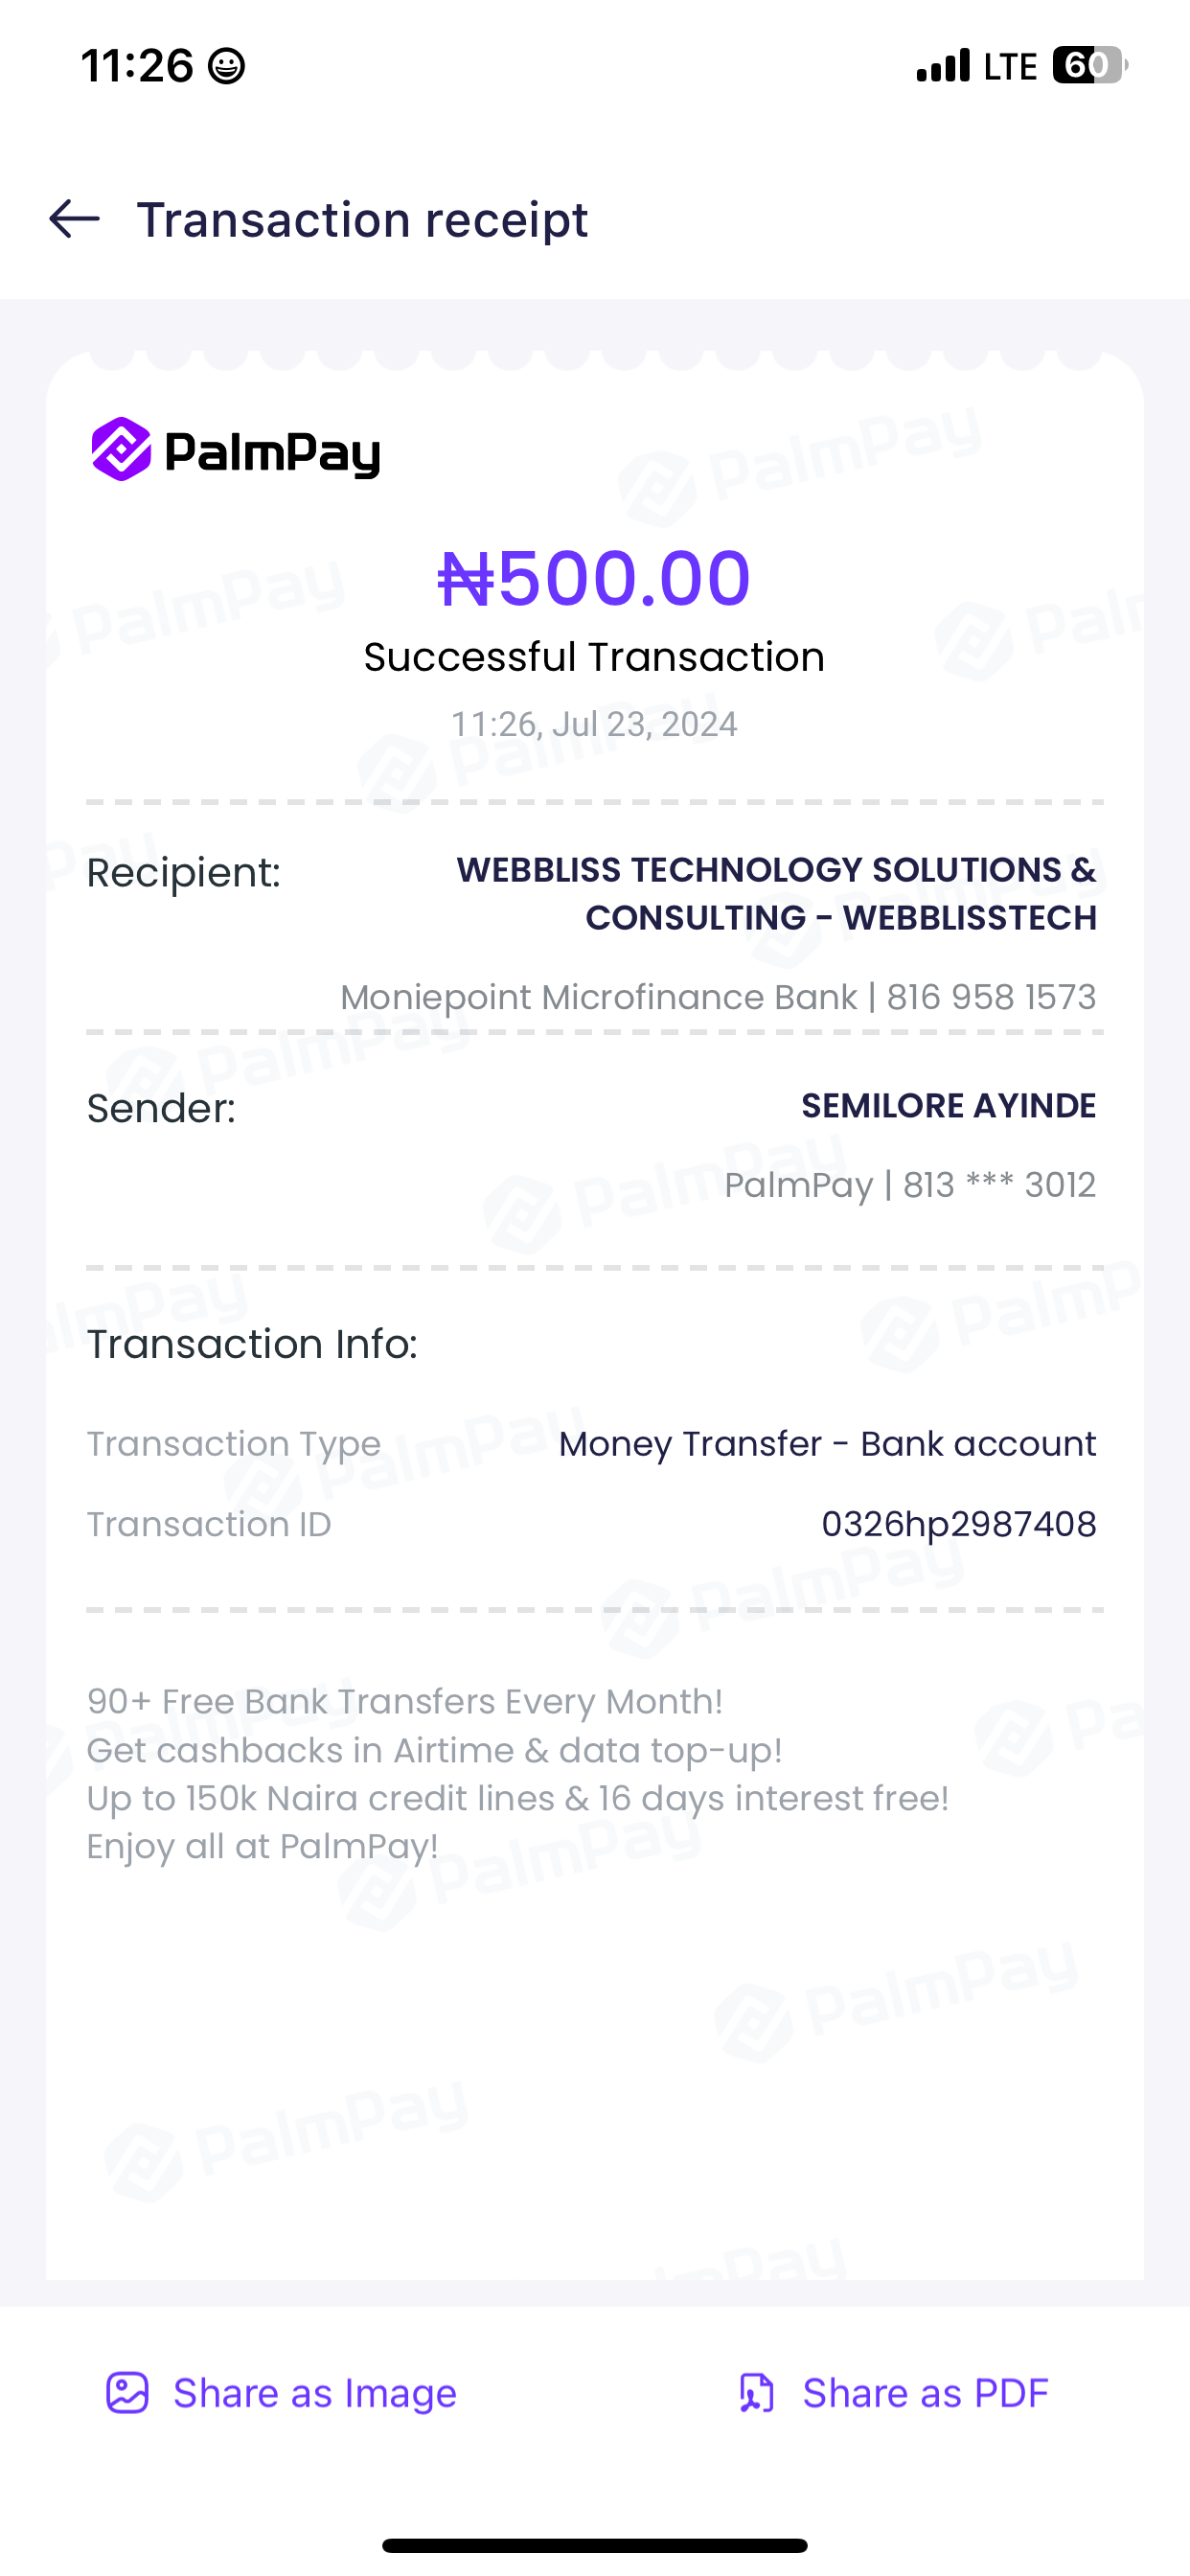 11:26
LTE 60
Transaction receipt
PalmPay
₦500.00
Successful Transaction
11:26, Jul 23, 2024
Recipient: WEBBLISS TECHNOLOGY SOLUTIONS &
CONSULTING - WEBBLISSTECH
Moniepoint Microfinance Bank | 816 958 1573
Sender: SEMILORE AYINDE
PalmPay | 813 *** 3012
Transaction Info:
Transaction Type Money Transfer - Bank account
Transaction ID 0326hp2987408
90+ Free Bank Transfers Every Month!
Get cashbacks in Airtime & data top-up!
Up to 150k Naira credit lines & 16 days interest free!
Enjoy all at PalmPay!
Share as Image Share as PDF